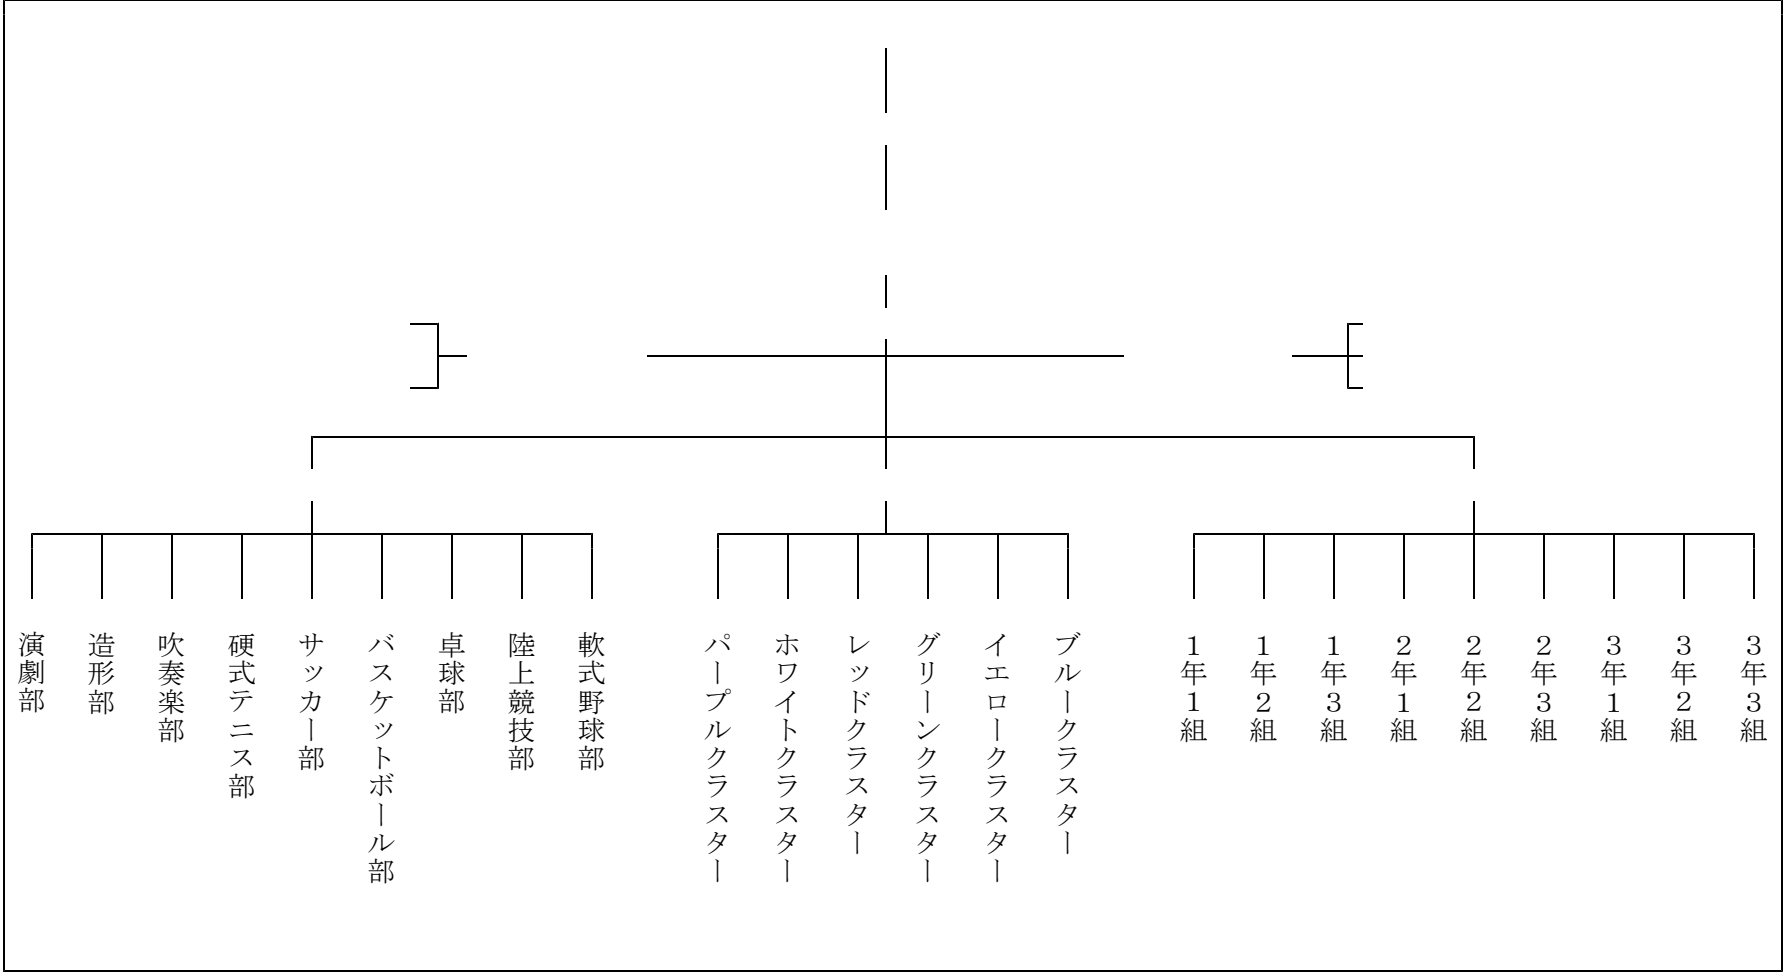 演劇部
造形部
吹奏楽部
硬式テニス部
サッカー部
バスケットボール部
卓球部
陸上競技部
軟式野球部
パープルクラスター
ホワイトクラスター
レッドクラスター
グリーンクラスター
イエロークラスター
ブルークラスター
１年１組
１年２組
１年３組
２年１組
２年２組
２年３組
３年１組
３年２組
３年３組